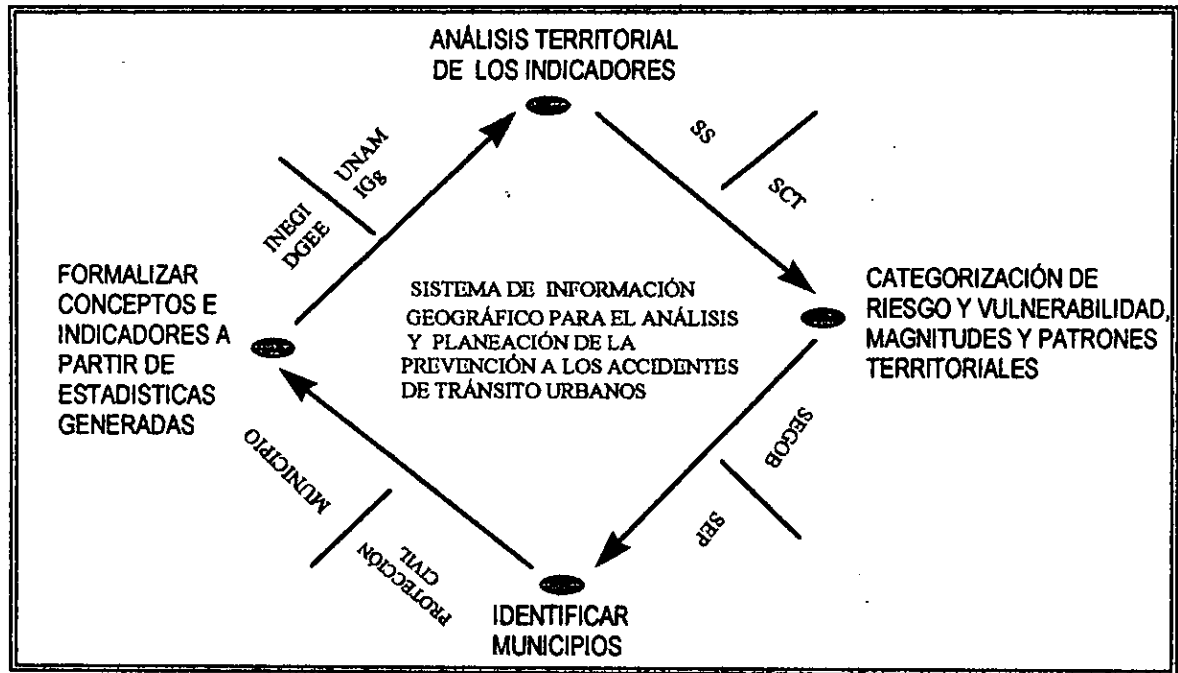 ANÁLISIS TERRITORIAL
DE LOS INDICADORES
UNAM
IGg
INEGI
DGEE
SS
SCT
FORMALIZAR
CONCEPTOS E
INDICADORES A
PARTIR DE
ESTADISTICAS
GENERADAS
SISTEMA DE INFORMACIÓN
GEOGRÁFICO PARA EL ANÁLISIS
Y PLANEACIÓN DE LA
PREVENCIÓN A LOS ACCIDENTES
DE TRÁNSITO URBANOS
CATEGORIZACIÓN DE
RIESGO Y VULNERABILIDAD,
MAGNITUDES Y PATRONES
TERRITORIALES
MUNICIPIO
PROTECCIÓN
CIVIL
SEGOB
SEP
IDENTIFICAR
MUNICIPIOS